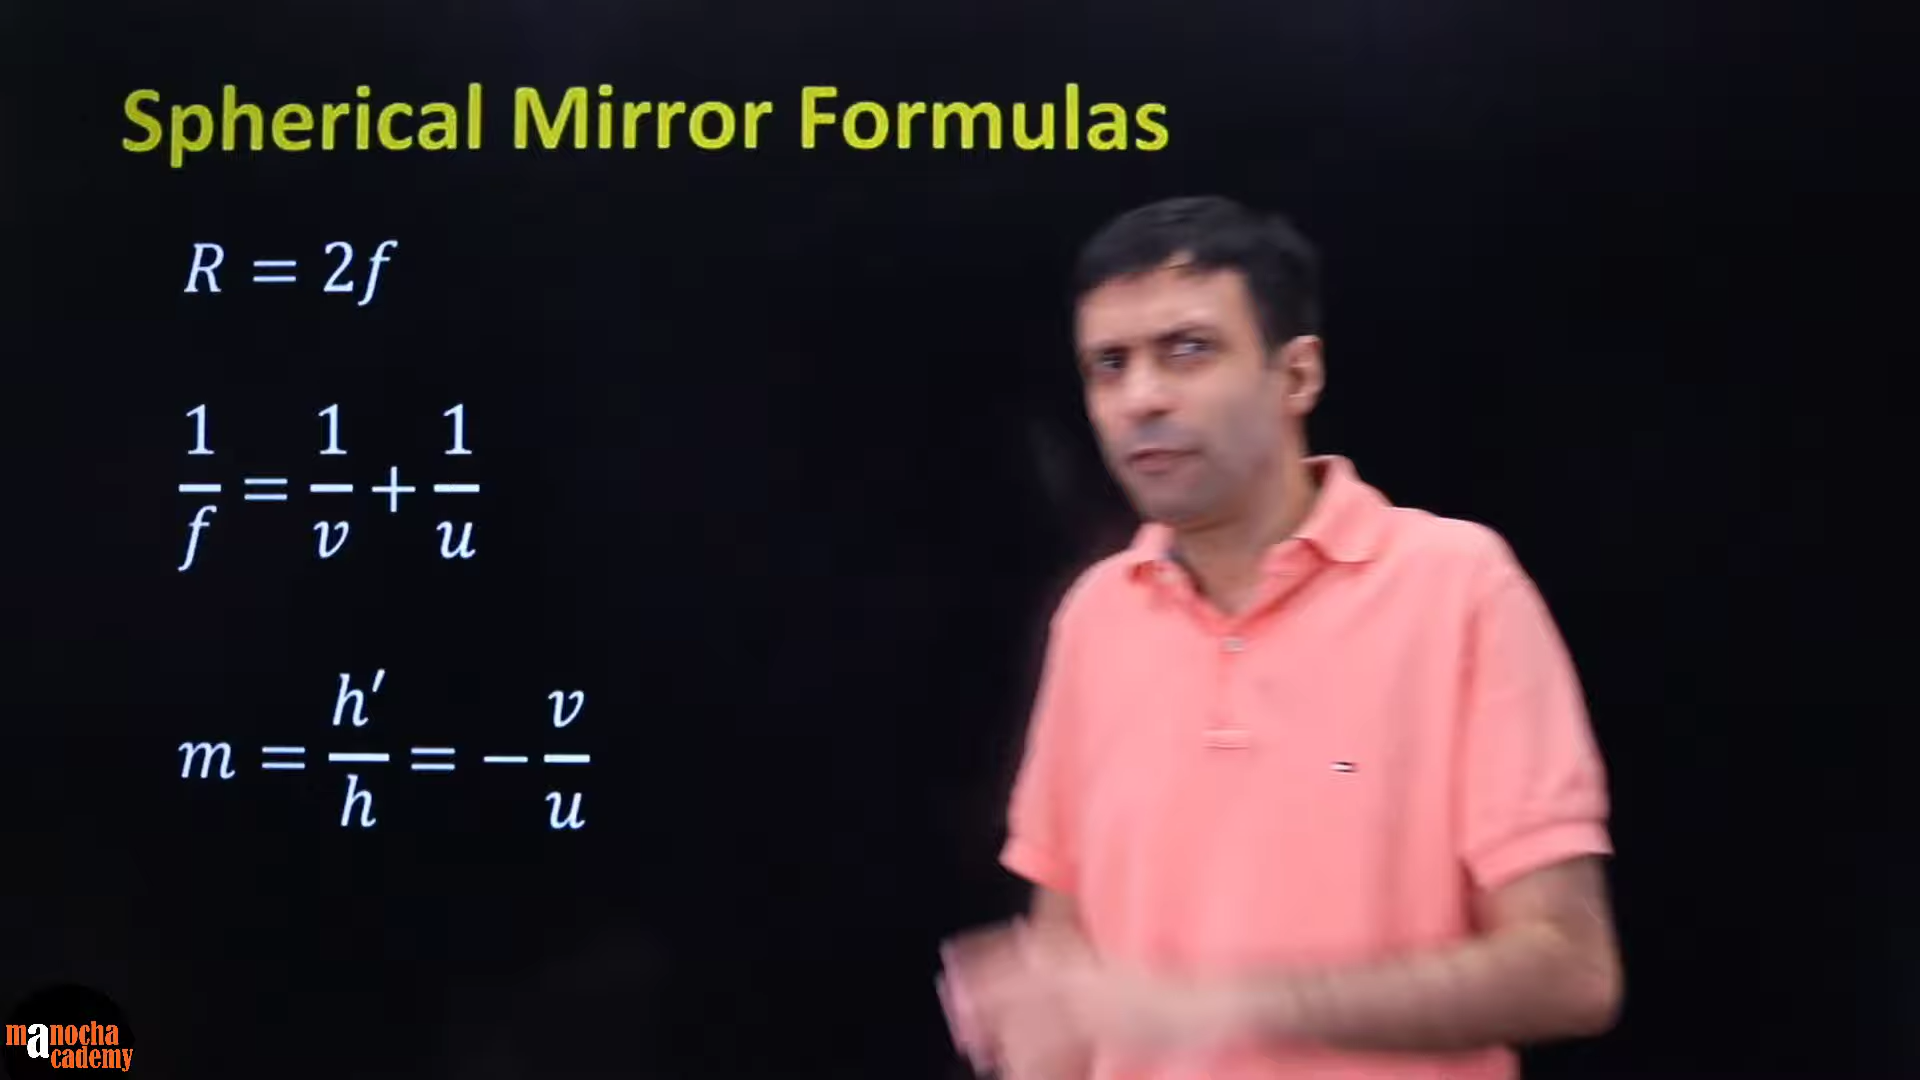 Spherical Mirror Formulas
R = 2f
1/f = 1/v + 1/u
m = h′/h = − v/u
manocha
academy